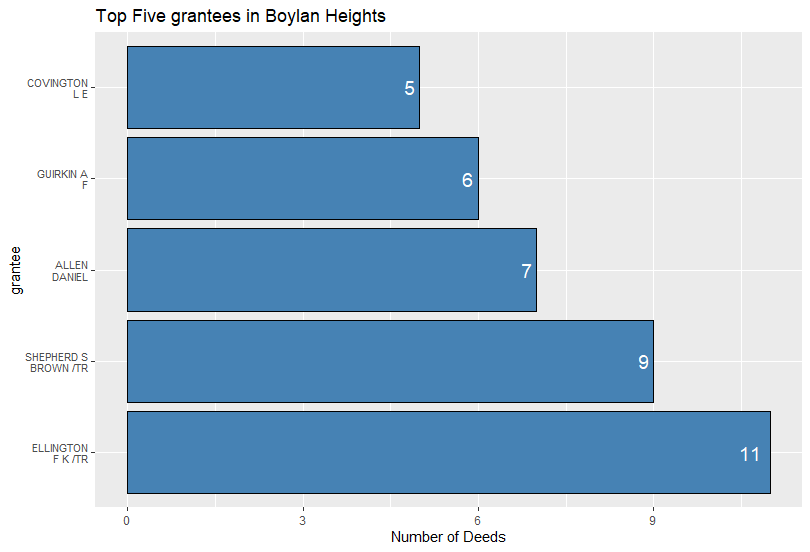 Top Five grantees in Boylan Heights
COVINGTON
L E
5
GUIRKIN A
F
6
ALLEN
DANIEL
7
SHEPHERD S
BROWN /TR
9
ELLINGTON
F K /TR
11
grantee
0 3 6 9
Number of Deeds